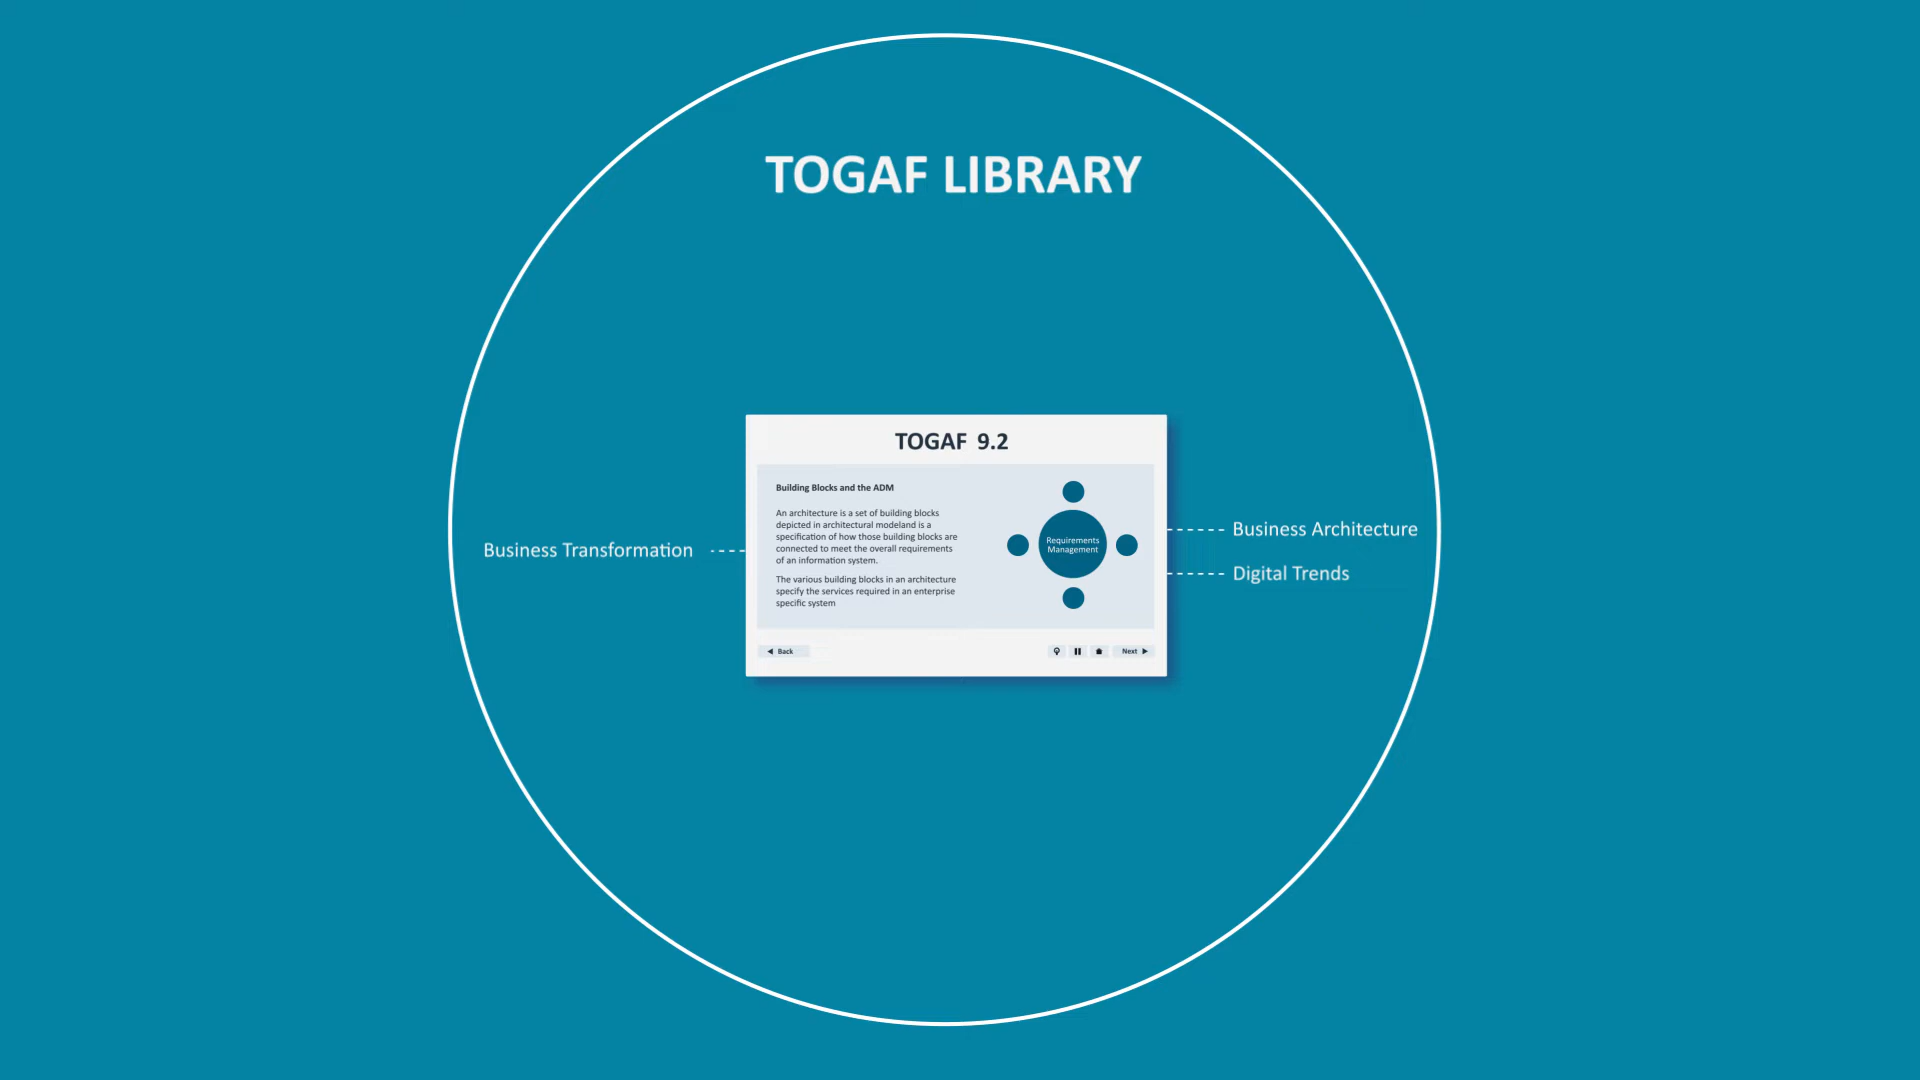 TOGAF LIBRARY
TOGAF 9.2
Building Blocks and the ADM
An architecture is a set of building blocks
depicted in architectural modeland is a
specification of how those building blocks are
connected to meet the overall requirements
of an information system.
The various building blocks in an architecture
specify the services required in an enterprise
specific system
Requirements
Management
Back
Next
Business Transformation
Business Architecture
Digital Trends